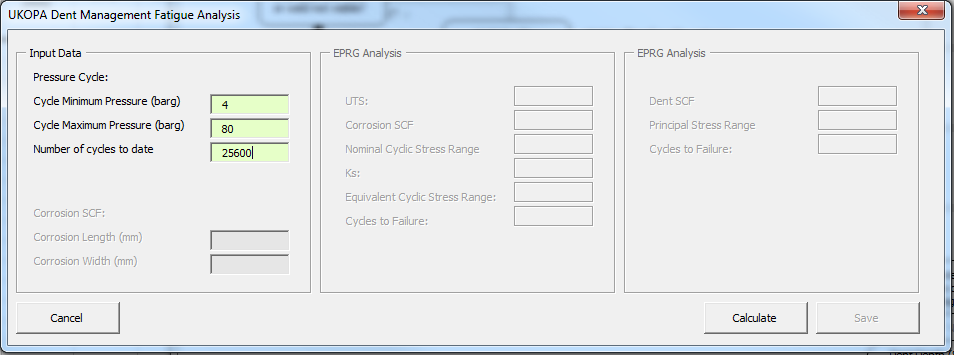 UKOPA Dent Management Fatigue Analysis
Input Data
Pressure Cycle:
Cycle Minimum Pressure (barg) 4
Cycle Maximum Pressure (barg) 80
Number of cycles to date 25600
Corrosion SCF:
Corrosion Length (mm)
Corrosion Width (mm)
EPRG Analysis
UTS:
Corrosion SCF
Nominal Cyclic Stress Range
Ks:
Equivalent Cyclic Stress Range:
Cycles to Failure:
EPRG Analysis
Dent SCF
Principal Stress Range
Cycles to Failure:
Cancel
Calculate
Save